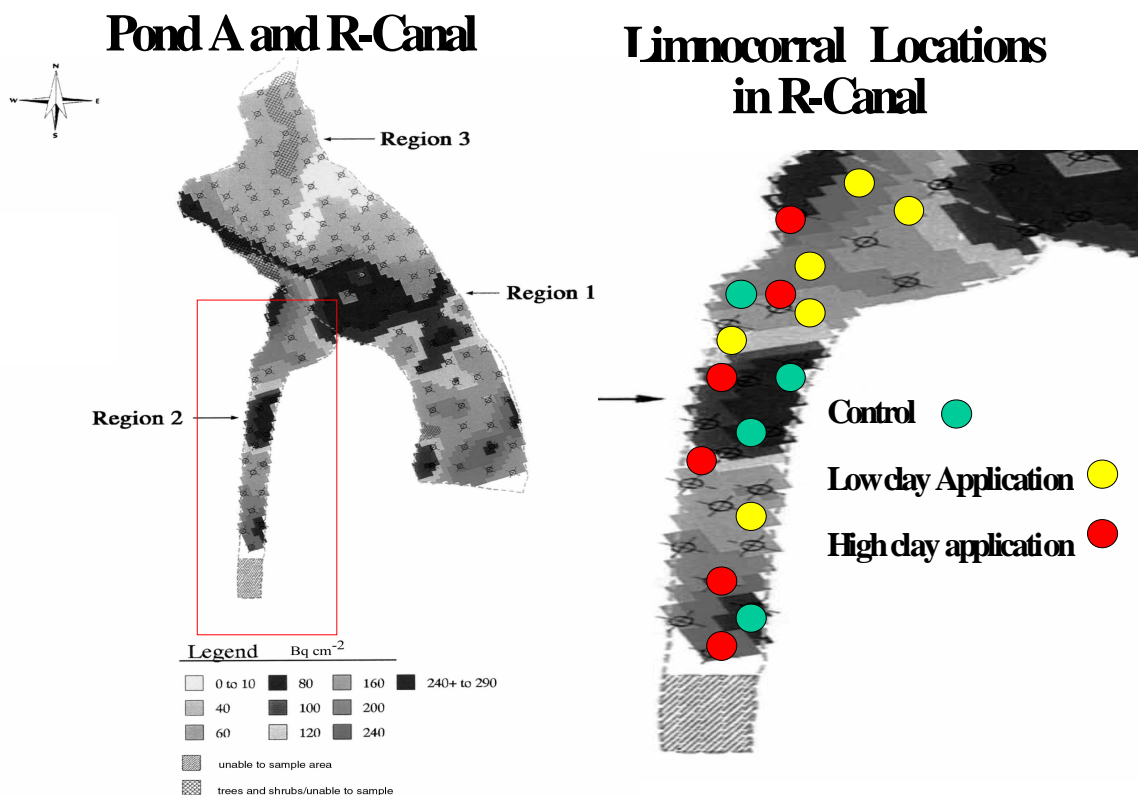 Pond A and R-Canal
N
W
E
S
Region 3
Region 1
Region 2
Legend Bq cm-2
0 to 10 80 160 240+ to 290
40 100 200
60 120 240
unable to sample area
trees and shrubs/unable to sample
Limnocorral Locations
in R-Canal
Control
Low clay Application
High clay application